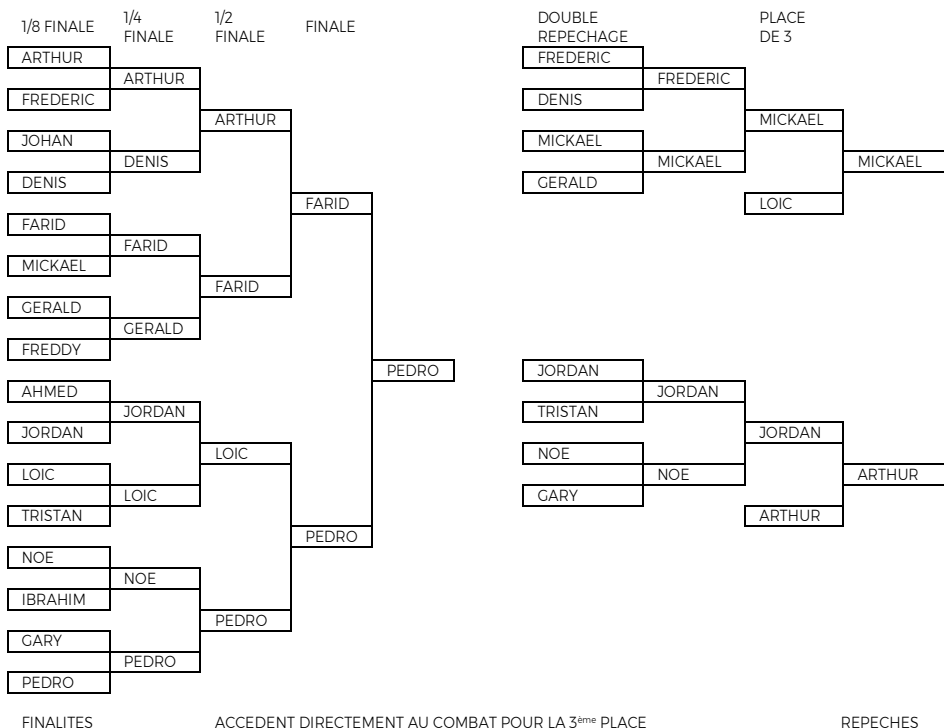 1/8 FINALE
1/4
FINALE
1/2
FINALE
FINALE
DOUBLE
REPECHAGE
PLACE
DE 3
ARTHUR
FREDERIC
JOHAN
DENIS
FARID
MICKAEL
GERALD
FREDDY
AHMED
JORDAN
LOIC
TRISTAN
NOE
IBRAHIM
GARY
PEDRO
ARTHUR
DENIS
FARID
GERALD
JORDAN
LOIC
NOE
PEDRO
ARTHUR
FARID
LOIC
PEDRO
FARID
PEDRO
PEDRO
FREDERIC
DENIS
MICKAEL
GERALD
FREDERIC
MICKAEL
MICKAEL
LOIC
MICKAEL
JORDAN
TRISTAN
NOE
GARY
JORDAN
NOE
JORDAN
ARTHUR
ARTHUR
FINALITES
ACCEDENT DIRECTEMENT AU COMBAT POUR LA 3ème PLACE
REPECHES